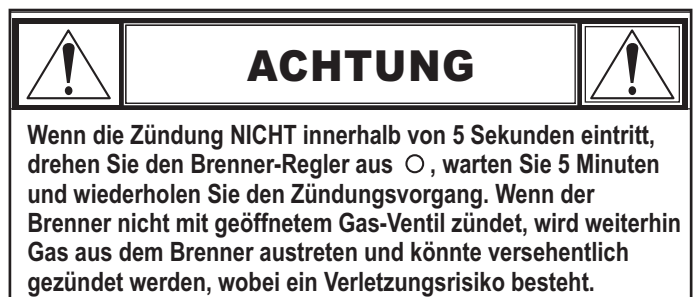 ACHTUNG
Wenn die Zündung NICHT innerhalb von 5 Sekunden eintritt,
drehen Sie den Brenner-Regler aus ○ , warten Sie 5 Minuten
und wiederholen Sie den Zündungsvorgang. Wenn der
Brenner nicht mit geöffnetem Gas-Ventil zündet, wird weiterhin
Gas aus dem Brenner austreten und könnte versehentlich
gezündet werden, wobei ein Verletzungsrisiko besteht.